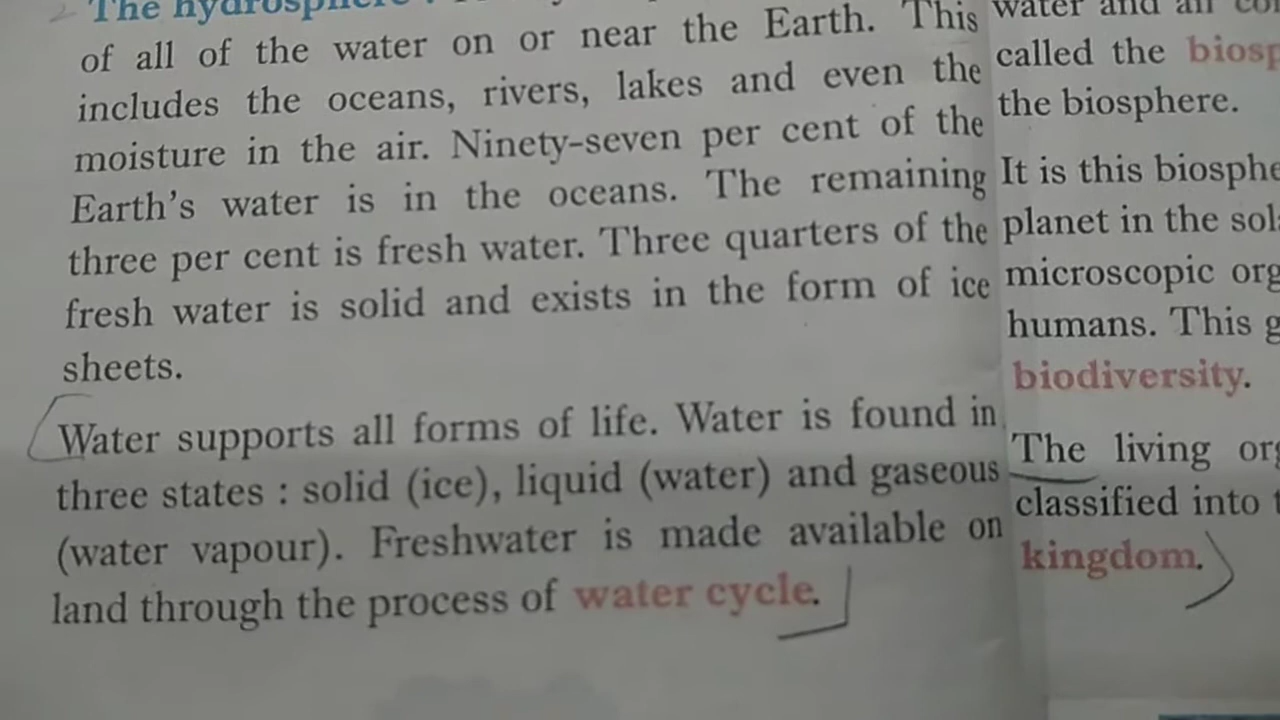 The hydrosphere :
of all of the water on or near the Earth. This
includes the oceans, rivers, lakes and even the
moisture in the air. Ninety-seven per cent of the
Earth's water is in the oceans. The remaining
three per cent is fresh water. Three quarters of the
fresh water is solid and exists in the form of ice
sheets.
Water supports all forms of life. Water is found in
three states : solid (ice), liquid (water) and gaseous
(water vapour). Freshwater is made available on
land through the process of water cycle.
water and air
called the
the biosphere.
It is this
planet in the
microscopic
humans. This
biodiversity.
The living
classified into
kingdom.